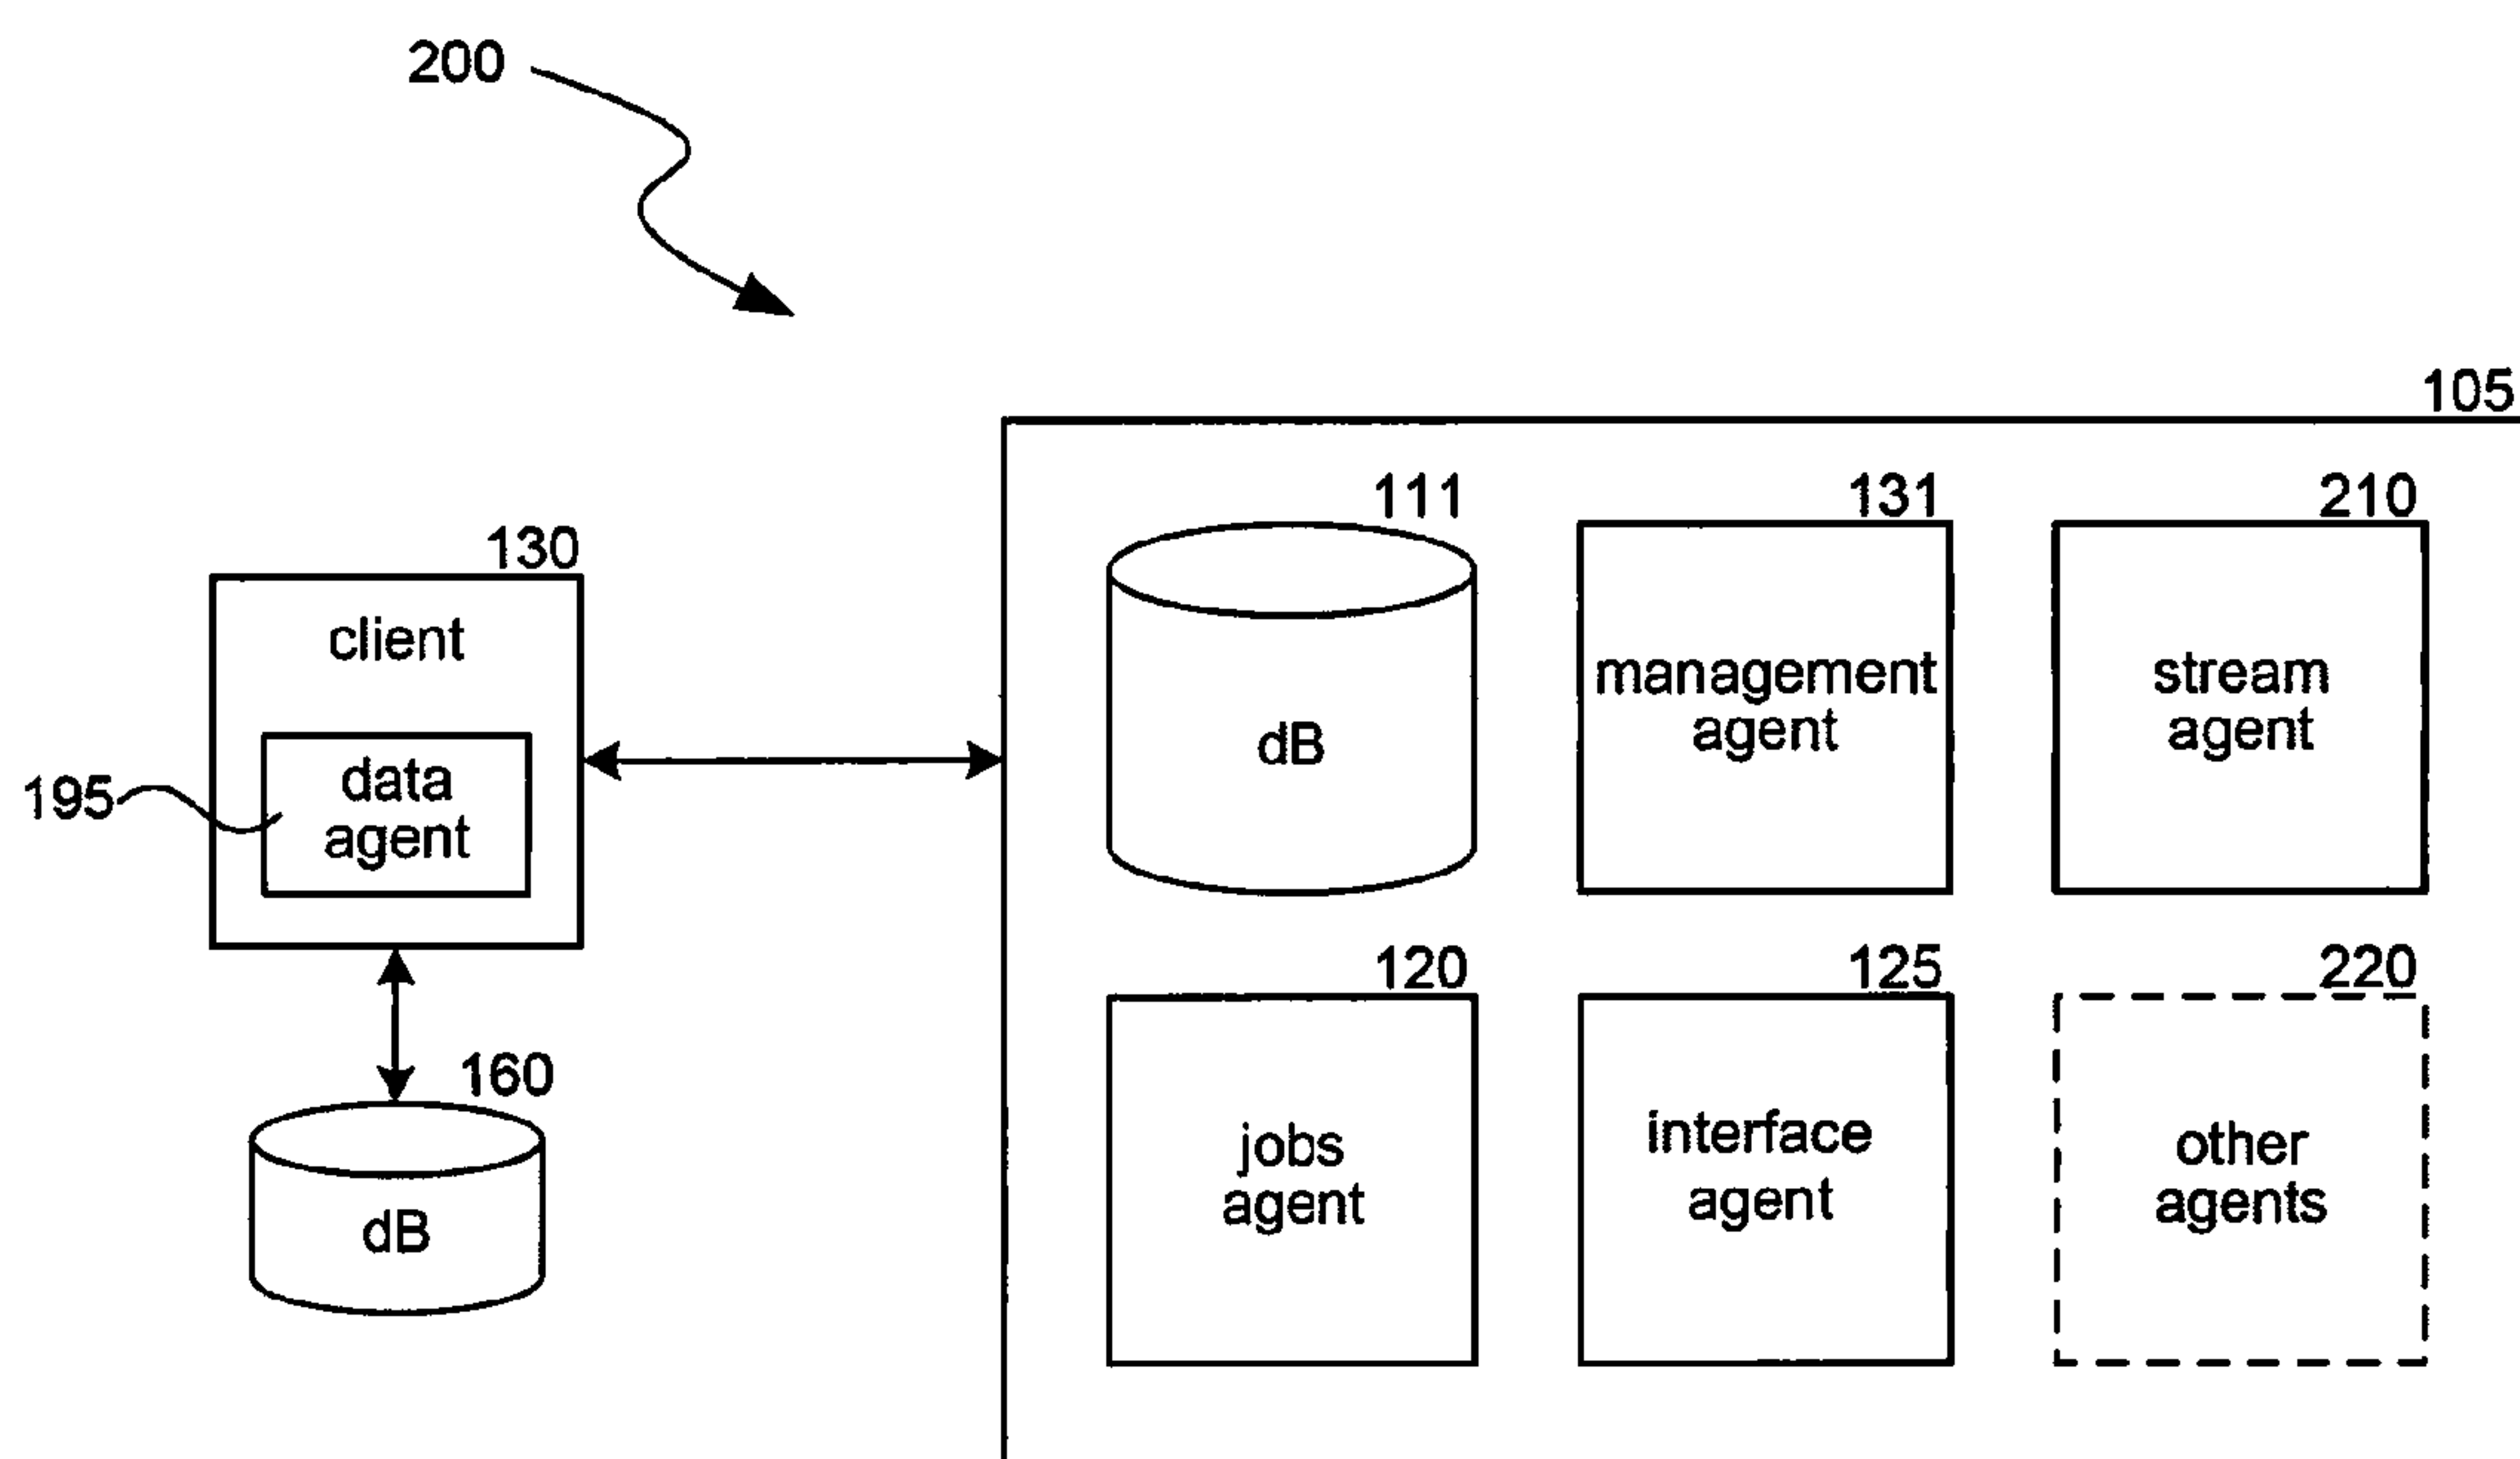 200
105
111
131
210
130
client
management
agent
stream
agent
dB
data
agent
195
120
125
220
160
jobs
agent
interface
agent
other
agents
dB